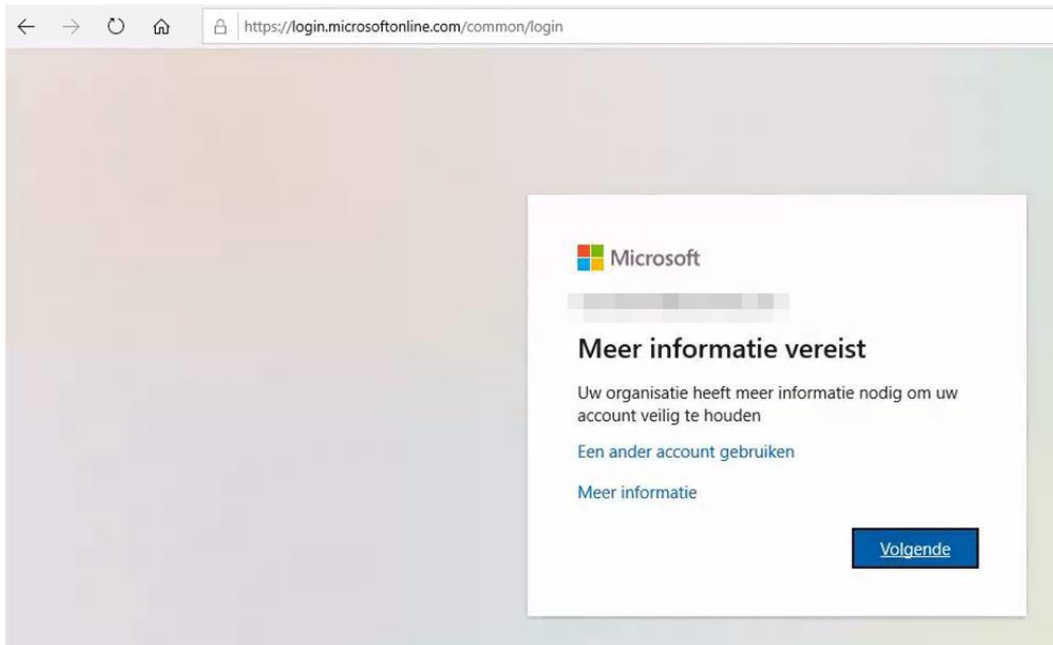 https://login.microsoftonline.com/common/login
Microsoft
Meer informatie vereist
Uw organisatie heeft meer informatie nodig om uw
account veilig te houden
Een ander account gebruiken
Meer informatie
Volgende